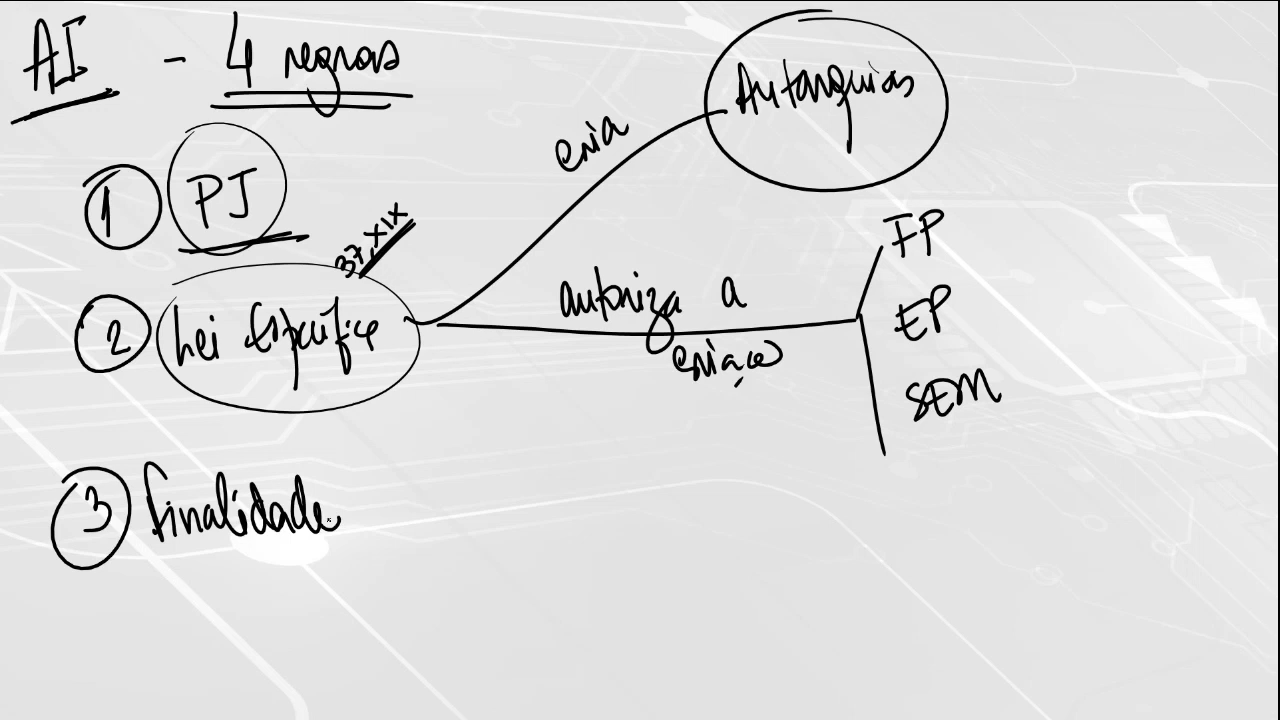 AI - 4 regras
Autarquias
cria
1 PJ
37, XIX
FP
2 Lei Específica
autoriza a
criação
EP
SEM
3 finalidade